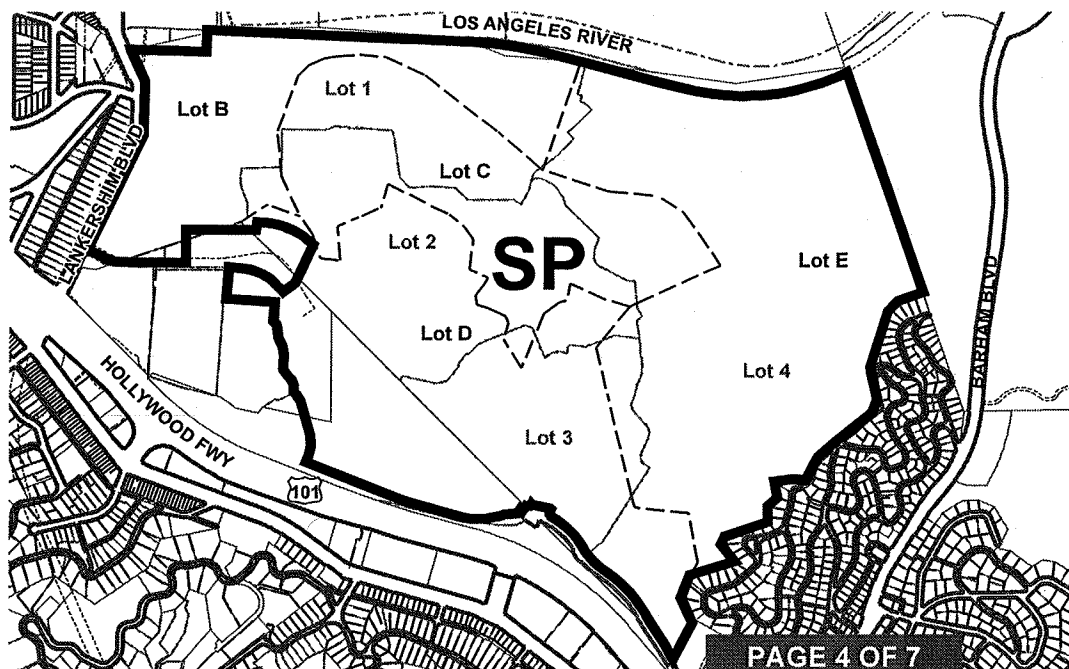 LOS ANGELES RIVER
Lot 1
Lot B
LANKERSHIM BLVD
Lot C
Lot 2
SP
Lot E
BARHAM BLVD
Lot D
Lot 4
HOLLYWOOD FWY
Lot 3
101
PAGE 4 OF 7